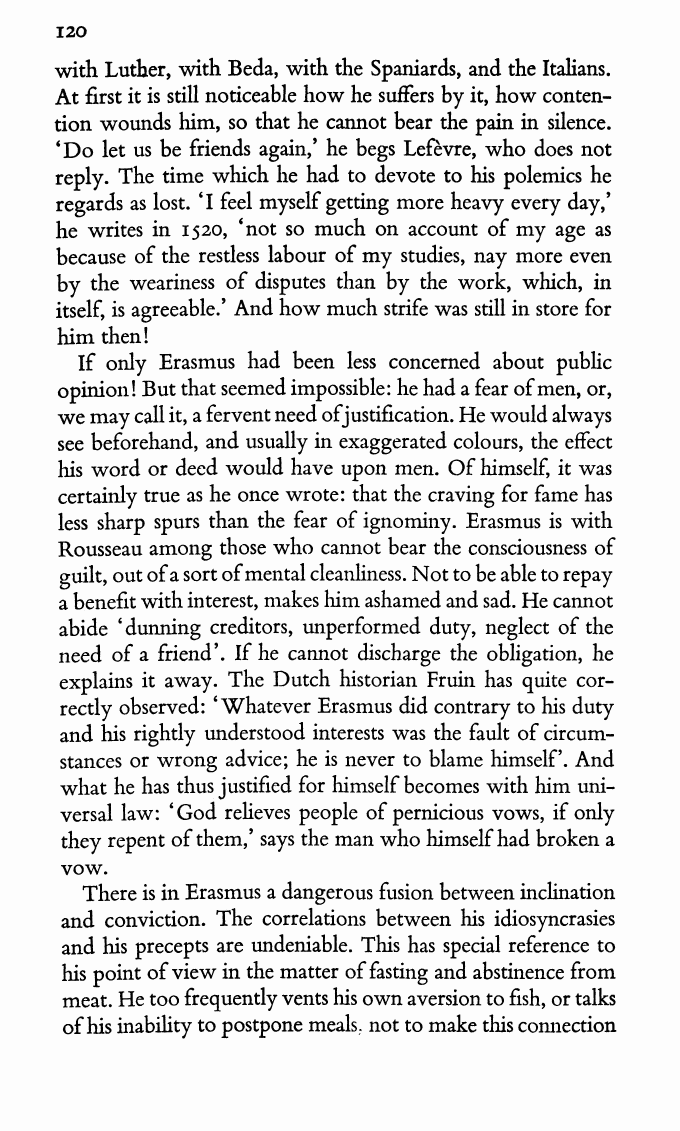 120
with Luther, with Beda, with the Spaniards, and the Italians.
At first it is still noticeable how he suffers by it, how conten-
tion wounds him, so that he cannot bear the pain in silence.
‘Do let us be friends again,’ he begs Lefèvre, who does not
reply. The time which he had to devote to his polemics he
regards as lost. ‘I feel myself getting more heavy every day,’
he writes in 1520, ‘not so much on account of my age as
because of the restless labour of my studies, nay more even
by the weariness of disputes than by the work, which, in
itself, is agreeable.’ And how much strife was still in store for
him then!
If only Erasmus had been less concerned about public
opinion! But that seemed impossible: he had a fear of men, or,
we may call it, a fervent need of justification. He would always
see beforehand, and usually in exaggerated colours, the effect
his word or deed would have upon men. Of himself, it was
certainly true as he once wrote: that the craving for fame has
less sharp spurs than the fear of ignominy. Erasmus is with
Rousseau among those who cannot bear the consciousness of
guilt, out of a sort of mental cleanliness. Not to be able to repay
a benefit with interest, makes him ashamed and sad. He cannot
abide ‘dunning creditors, unperformed duty, neglect of the
need of a friend’. If he cannot discharge the obligation, he
explains it away. The Dutch historian Fruin has quite cor-
rectly observed: ‘Whatever Erasmus did contrary to his duty
and his rightly understood interests was the fault of circum-
stances or wrong advice; he is never to blame himself’. And
what he has thus justified for himself becomes with him uni-
versal law: ‘God relieves people of pernicious vows, if only
they repent of them,’ says the man who himself had broken a
vow.
There is in Erasmus a dangerous fusion between inclination
and conviction. The correlations between his idiosyncrasies
and his precepts are undeniable. This has special reference to
his point of view in the matter of fasting and abstinence from
meat. He too frequently vents his own aversion to fish, or talks
of his inability to postpone meals, not to make this connection